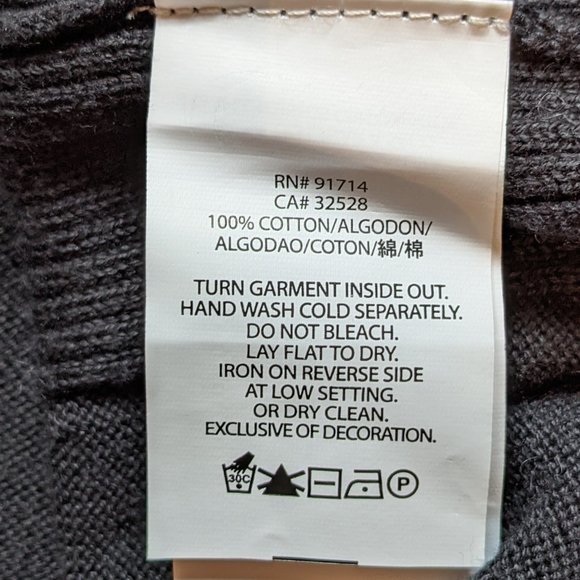 RN# 91714
CA# 32528
100% COTTON/ALGODON/
ALGODAO/COTON/綿/棉
TURN GARMENT INSIDE OUT.
HAND WASH COLD SEPARATELY.
DO NOT BLEACH.
LAY FLAT TO DRY.
IRON ON REVERSE SIDE
AT LOW SETTING.
OR DRY CLEAN.
EXCLUSIVE OF DECORATION.
30C P